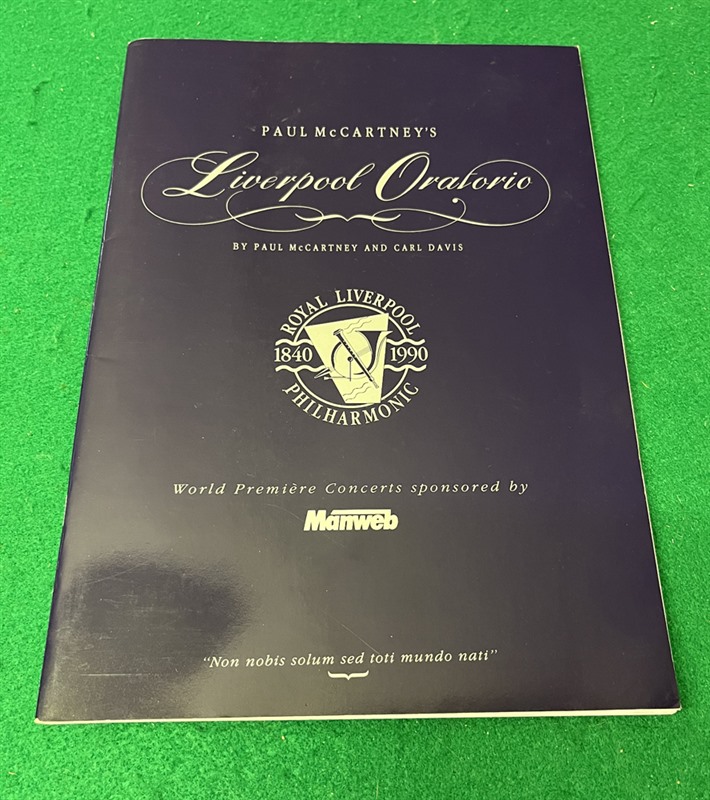 PAUL McCARTNEY'S
Liverpool Oratorio
BY PAUL McCARTNEY AND CARL DAVIS
ROYAL LIVERPOOL
1840 1990
PHILHARMONIC
World Première Concerts sponsored by
Manweb
"Non nobis solum sed toti mundo nati"